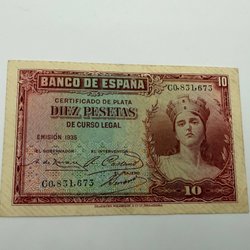 BANCO DE ESPAÑA
CERTIFICADO DE PLATA
10
C0,831,673
DIEZ PESETAS
DE CURSO LEGAL
EMISIÓN 1935
EL GOBERNADOR
EL INTERVENTOR
EL CAJERO
C0,831,673
10